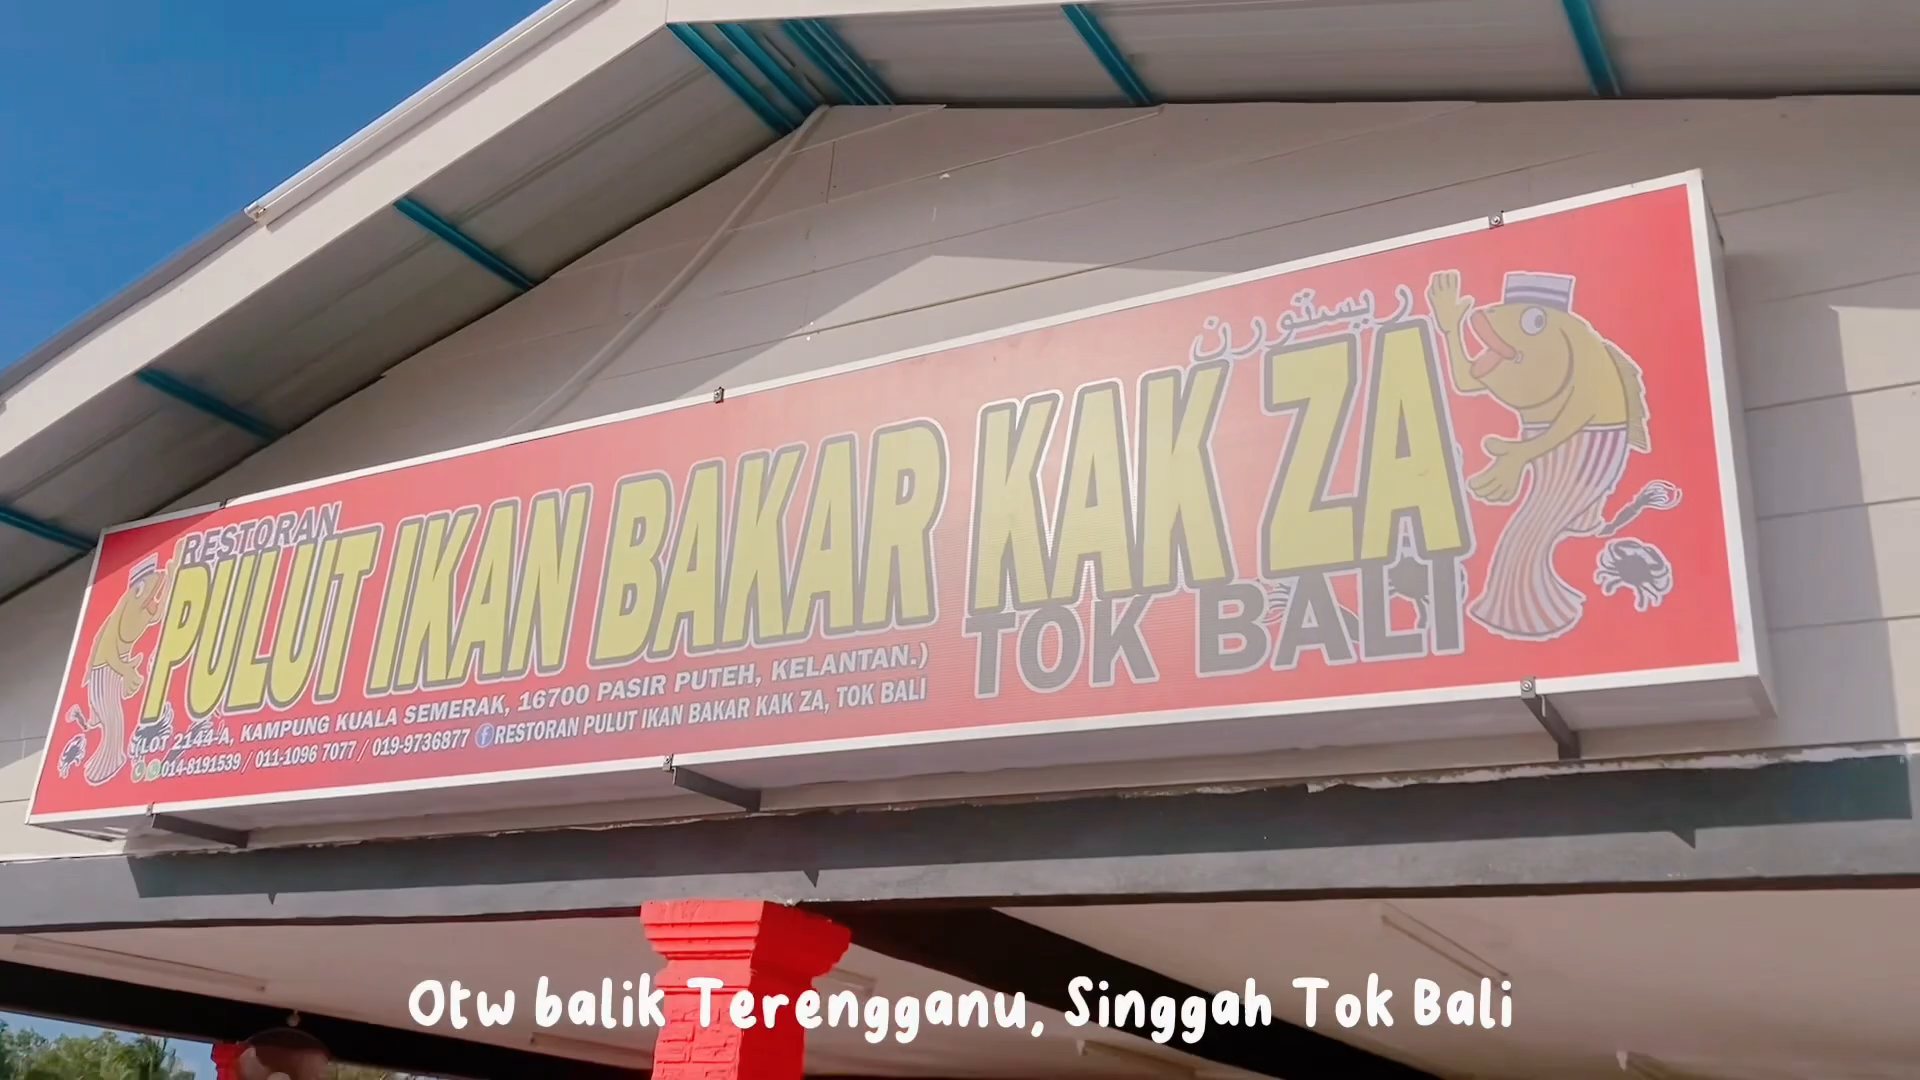 ريستورن
RESTORAN
PULUT IKAN BAKAR KAK ZA
TOK BALI
(LOT 2144-A, KAMPUNG KUALA SEMERAK, 16700 PASIR PUTEH, KELANTAN.)
014-8191539 / 011-1096 7077 / 019-9736877 f RESTORAN PULUT IKAN BAKAR KAK ZA, TOK BALI
Otw balik Terengganu, Singgah Tok Bali